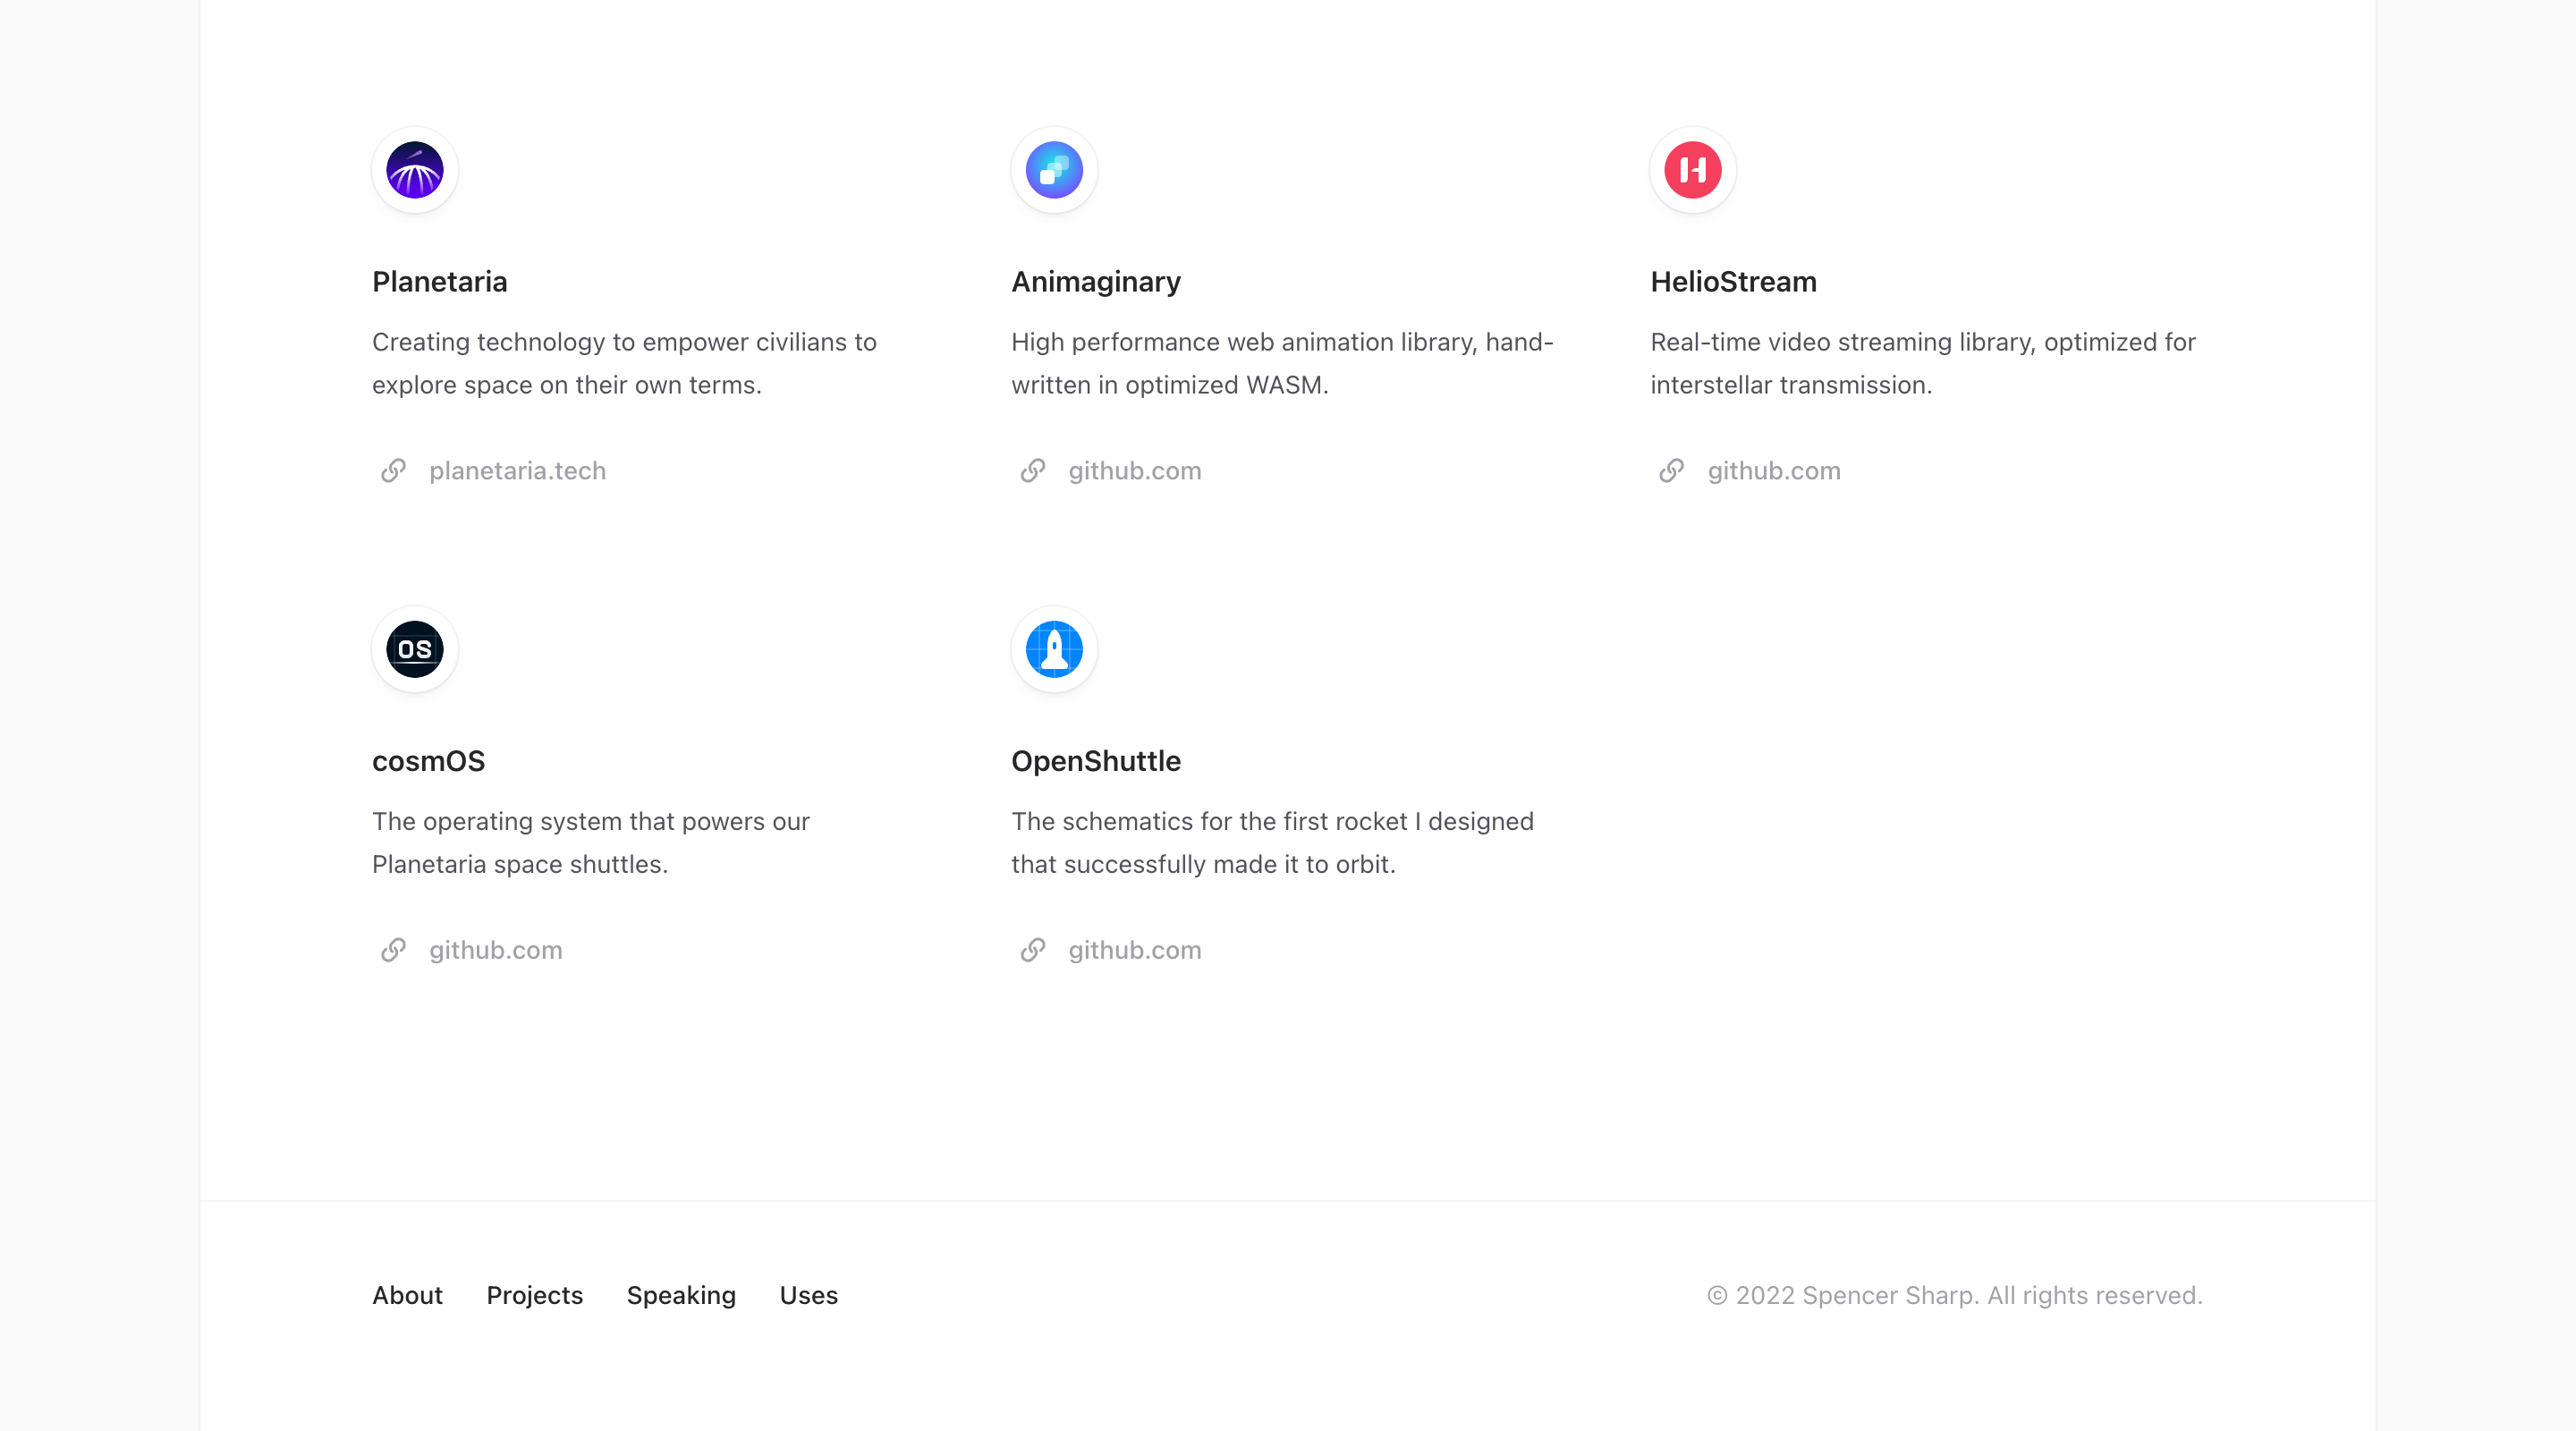 Planetaria
Creating technology to empower civilians to
explore space on their own terms.
planetaria.tech
Animaginary
High performance web animation library, hand-
written in optimized WASM.
github.com
H
HelioStream
Real-time video streaming library, optimized for
interstellar transmission.
github.com
OS
cosmOS
The operating system that powers our
Planetaria space shuttles.
github.com
OpenShuttle
The schematics for the first rocket I designed
that successfully made it to orbit.
github.com
About Projects Speaking Uses
© 2022 Spencer Sharp. All rights reserved.